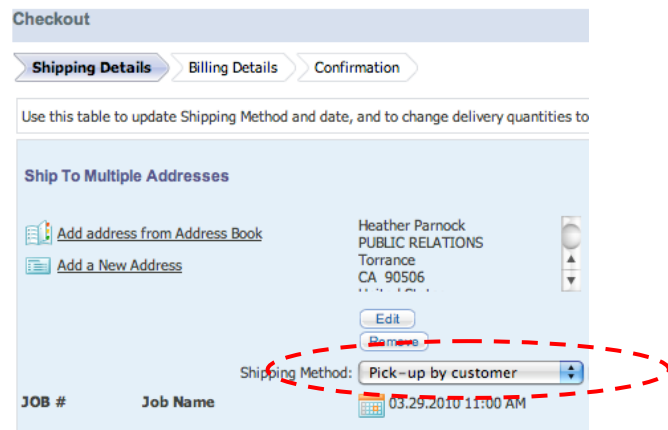 Checkout
Shipping Details Billing Details Confirmation
Use this table to update Shipping Method and date, and to change delivery quantities to
Ship To Multiple Addresses
Add address from Address Book
Add a New Address
Heather Parnock
PUBLIC RELATIONS
Torrance
CA 90506
Edit
Remove
Shipping Method: Pick-up by customer
JOB # Job Name 03.29.2010 11:00 AM